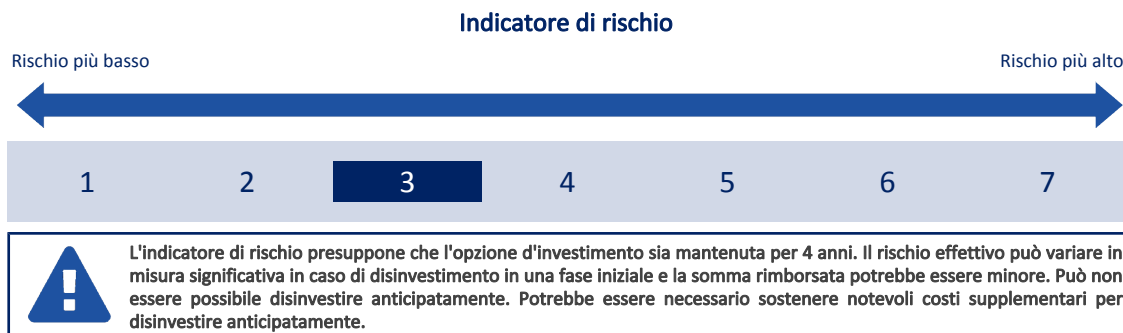 Indicatore di rischio
Rischio più basso
Rischio più alto
1 2 3 4 5 6 7
L'indicatore di rischio presuppone che l'opzione d'investimento sia mantenuta per 4 anni. Il rischio effettivo può variare in
misura significativa in caso di disinvestimento in una fase iniziale e la somma rimborsata potrebbe essere minore. Può non
essere possibile disinvestire anticipatamente. Potrebbe essere necessario sostenere notevoli costi supplementari per
disinvestire anticipatamente.